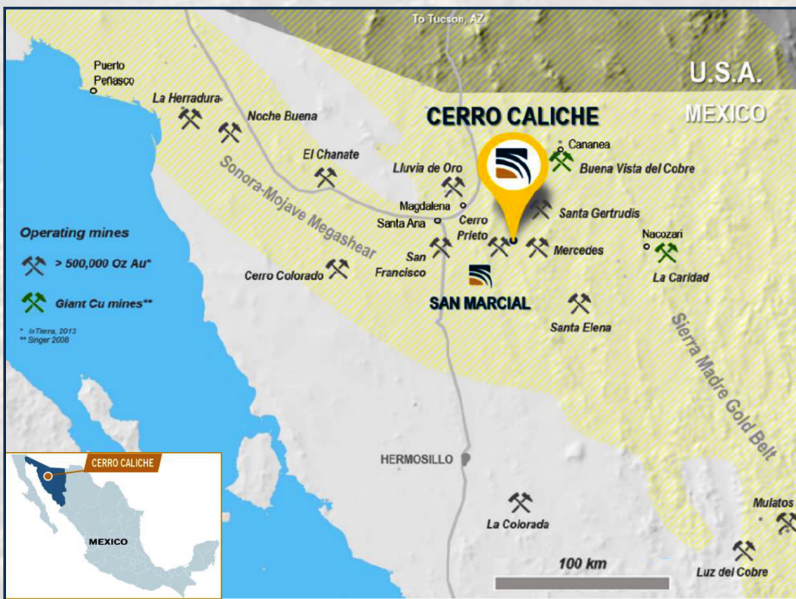 To Tucson, AZ
U.S.A.
MEXICO
Puerto
Peñasco
La Herradura
Noche Buena
CERRO CALICHE
El Chanate
Lluvia de Oro
Cananea
Buena Vista del Cobre
Sonora-Mojave Megashear
Magdalena
Santa Ana
Cerro
Prieto
Santa Gertrudis
Operating mines
> 500,000 Oz Au*
Giant Cu mines**
* InTierra, 2013
** Singer 2008
San
Francisco
Mercedes
Nacozari
La Caridad
Cerro Colorado
SAN MARCIAL
Santa Elena
Sierra Madre Gold Belt
HERMOSILLO
La Colorada
Mulatos
Luz del Cobre
100 km
CERRO CALICHE
MEXICO